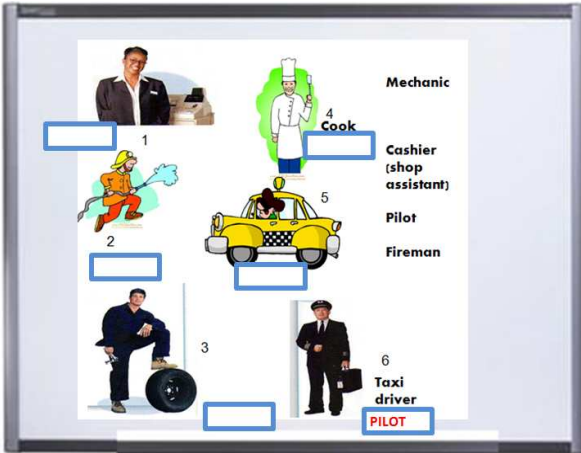 Mechanic
4
Cook
1
Cashier
(shop
assistant)
5
Pilot
2
Fireman
3
6
Taxi
driver
PILOT